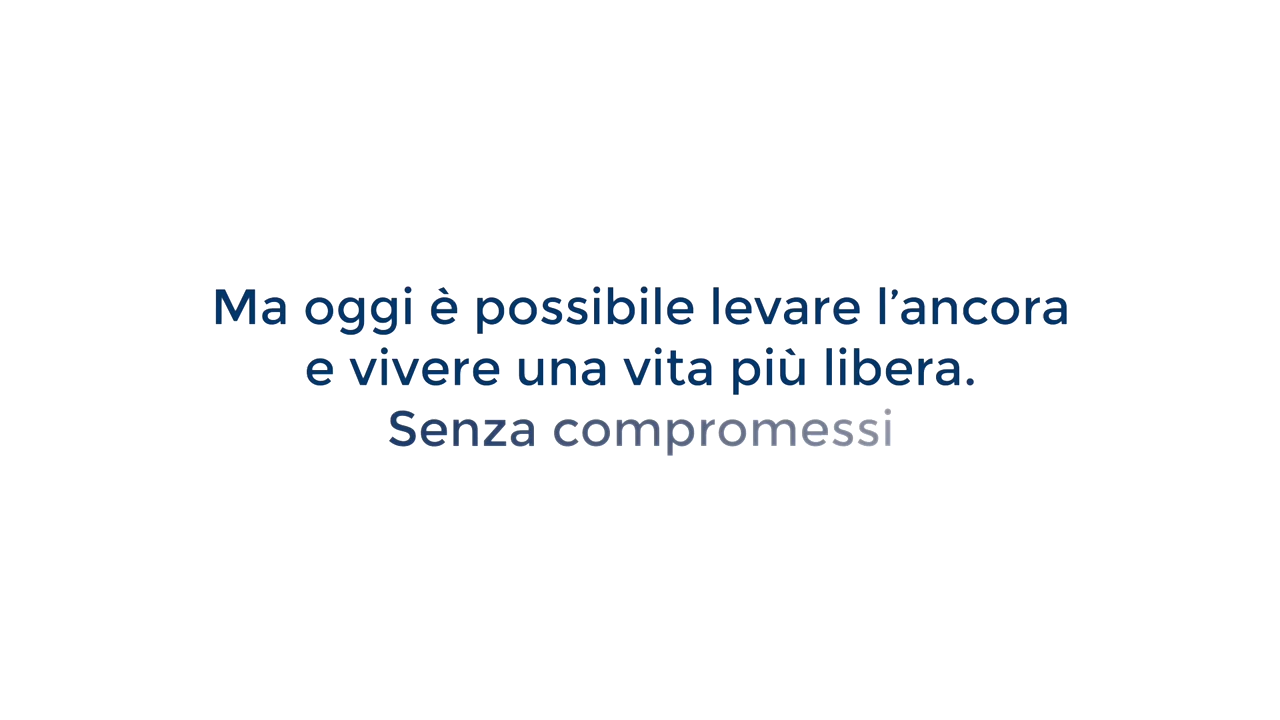 Ma oggi è possibile levare l’ancora
e vivere una vita più libera.
Senza compromessi